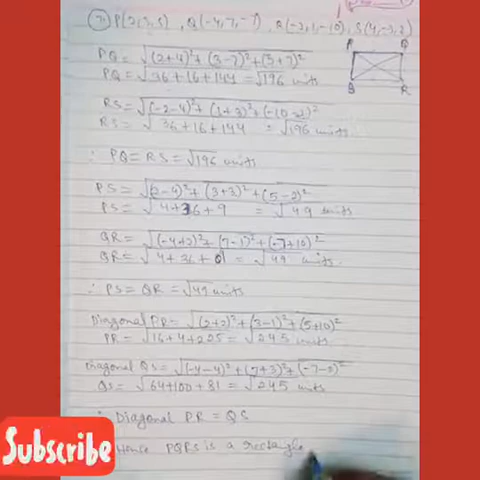 7) P(2,3,5), Q(-4,7,-7), R(-2,1,-10), S(4,-3,2)
P Q
S R
PQ = √(2+4)²+(3-7)²+(5+7)²
PQ = √36+16+144 = √196 units
RS = √(-2-4)²+(1+3)²+(-10-2)²
RS = √36+16+144 = √196 units
∴ PQ = RS = √196 units
PS = √(2-4)²+(3+3)²+(5-2)²
PS = √4+36+9 = √49 units
QR = √(-4+2)²+(7-1)²+(-7+10)²
QR = √4+36+9 = √49 units.
∴ PS = QR = √49 units
Diagonal PR = √(2+2)²+(3-1)²+(5+10)²
PR = √16+4+225 = √245 units
Diagonal QS = √(-4-4)²+(7+3)²+(-7-2)²
QS = √64+100+81 = √245 units
∴ Diagonal PR = QS
Hence PQRS is a rectangle
Subscribe